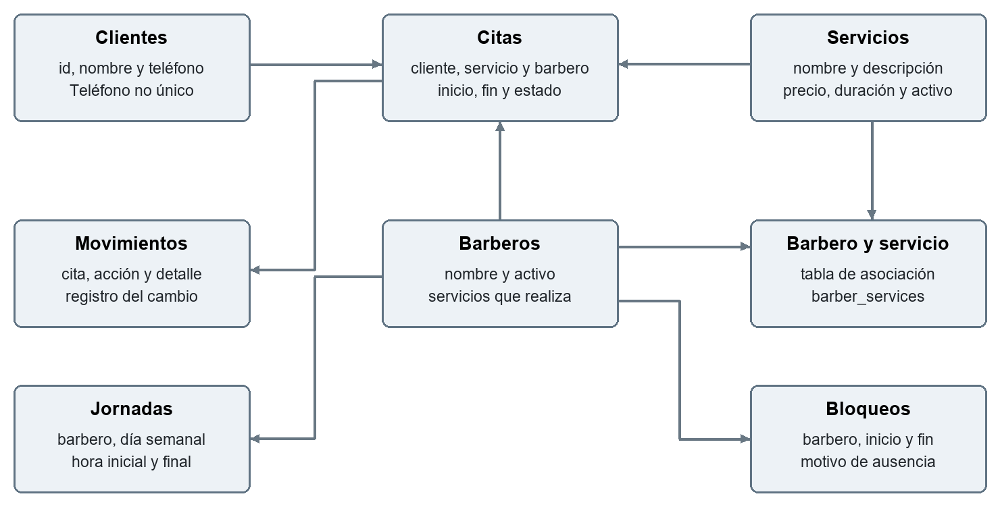 Clientes
id, nombre y teléfono
Teléfono no único
Citas
cliente, servicio y barbero
inicio, fin y estado
Servicios
nombre y descripción
precio, duración y activo
Movimientos
cita, acción y detalle
registro del cambio
Barberos
nombre y activo
servicios que realiza
Barbero y servicio
tabla de asociación
barber_services
Jornadas
barbero, día semanal
hora inicial y final
Bloqueos
barbero, inicio y fin
motivo de ausencia